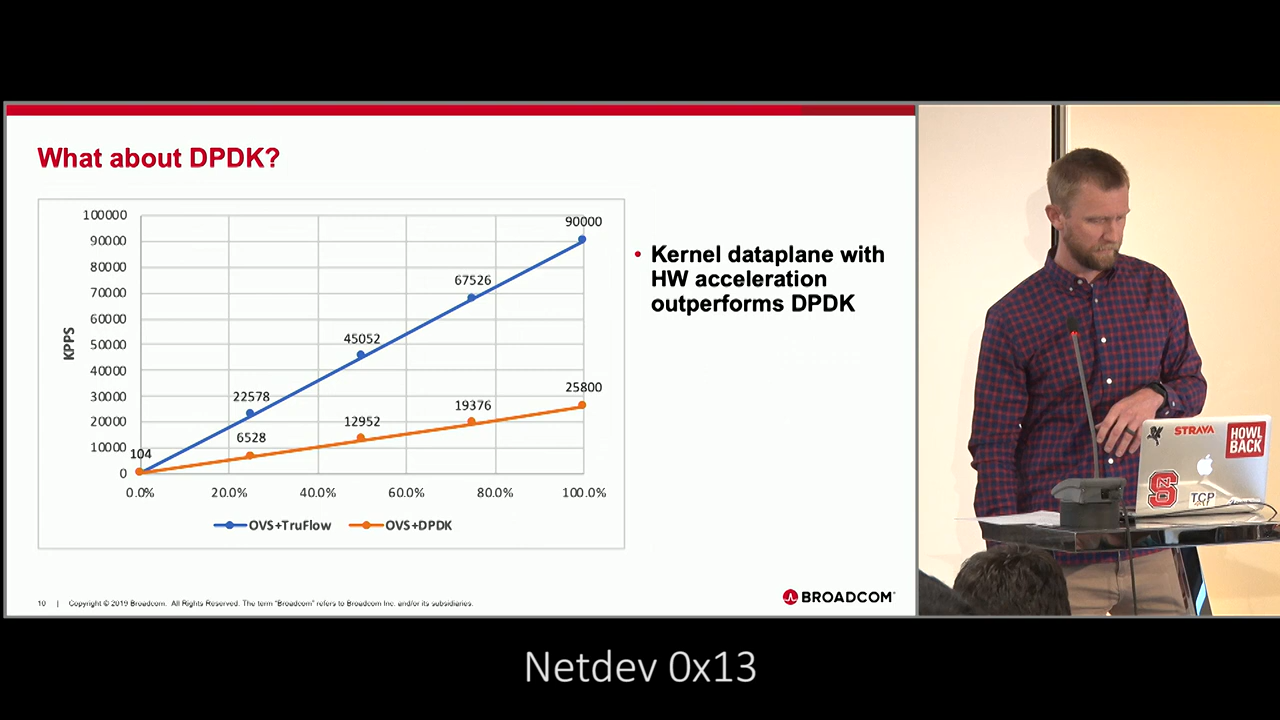 What about DPDK?
100000
90000
80000
70000
60000
50000
40000
30000
20000
10000
0
KPPS
104
22578
45052
67526
90000
6528
12952
19376
25800
0.0%
20.0%
40.0%
60.0%
80.0%
100.0%
OVS+TruFlow
OVS+DPDK
• Kernel dataplane with
HW acceleration
outperforms DPDK
10 | Copyright © 2019 Broadcom. All Rights Reserved. The term "Broadcom" refers to Broadcom Inc. and/or its subsidiaries.
BROADCOM
STRAVA
HOWL
BACK
S
TCP
Netdev 0x13